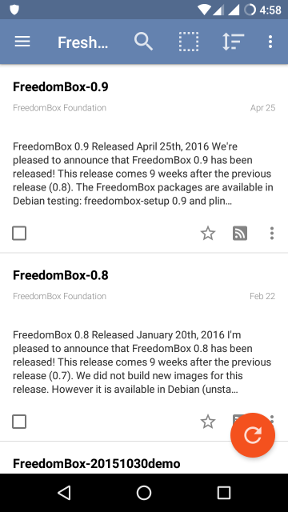 4:58
Fresh...
FreedomBox-0.9
FreedomBox Foundation
Apr 25
FreedomBox 0.9 Released April 25th, 2016 We're
pleased to announce that FreedomBox 0.9 has been
released! This release comes 9 weeks after the previous
release (0.8). The FreedomBox packages are available in
Debian testing: freedombox-setup 0.9 and plin...
FreedomBox-0.8
FreedomBox Foundation
Feb 22
FreedomBox 0.8 Released January 20th, 2016 I'm
pleased to announce that FreedomBox 0.8 has been
released! This release comes 9 weeks after the previous
release (0.7). We did not build new images for this
release. However it is available in Debian (unsta...
FreedomBox-20151030demo